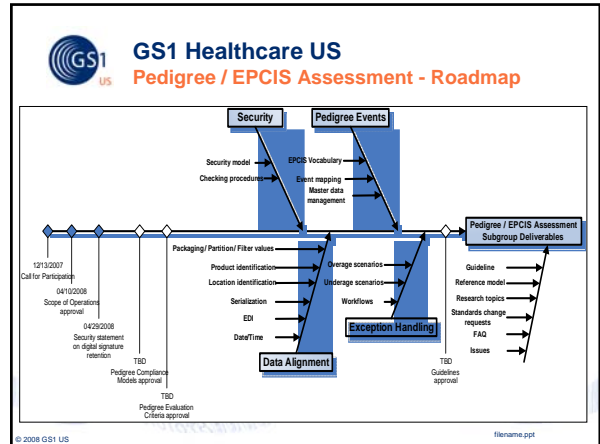 GS1
US
GS1 Healthcare US
Pedigree / EPCIS Assessment - Roadmap
Security
Pedigree Events
Security model
Checking procedures
EPCIS Vocabulary
Event mapping
Master data
management
Pedigree / EPCIS Assessment
Subgroup Deliverables
12/13/2007
Call for Participation
04/10/2008
Scope of Operations
approval
04/29/2008
Security statement
on digital signature
retention
TBD
Pedigree Compliance
Models approval
TBD
Pedigree Evaluation
Criteria approval
Packaging/ Partition/ Filter values
Product identification
Location identification
Serialization
EDI
Date/Time
Data Alignment
Overage scenarios
Underage scenarios
Workflows
Exception Handling
TBD
Guidelines
approval
Guideline
Reference model
Research topics
Standards change
requests
FAQ
Issues
© 2008 GS1 US
filename.ppt